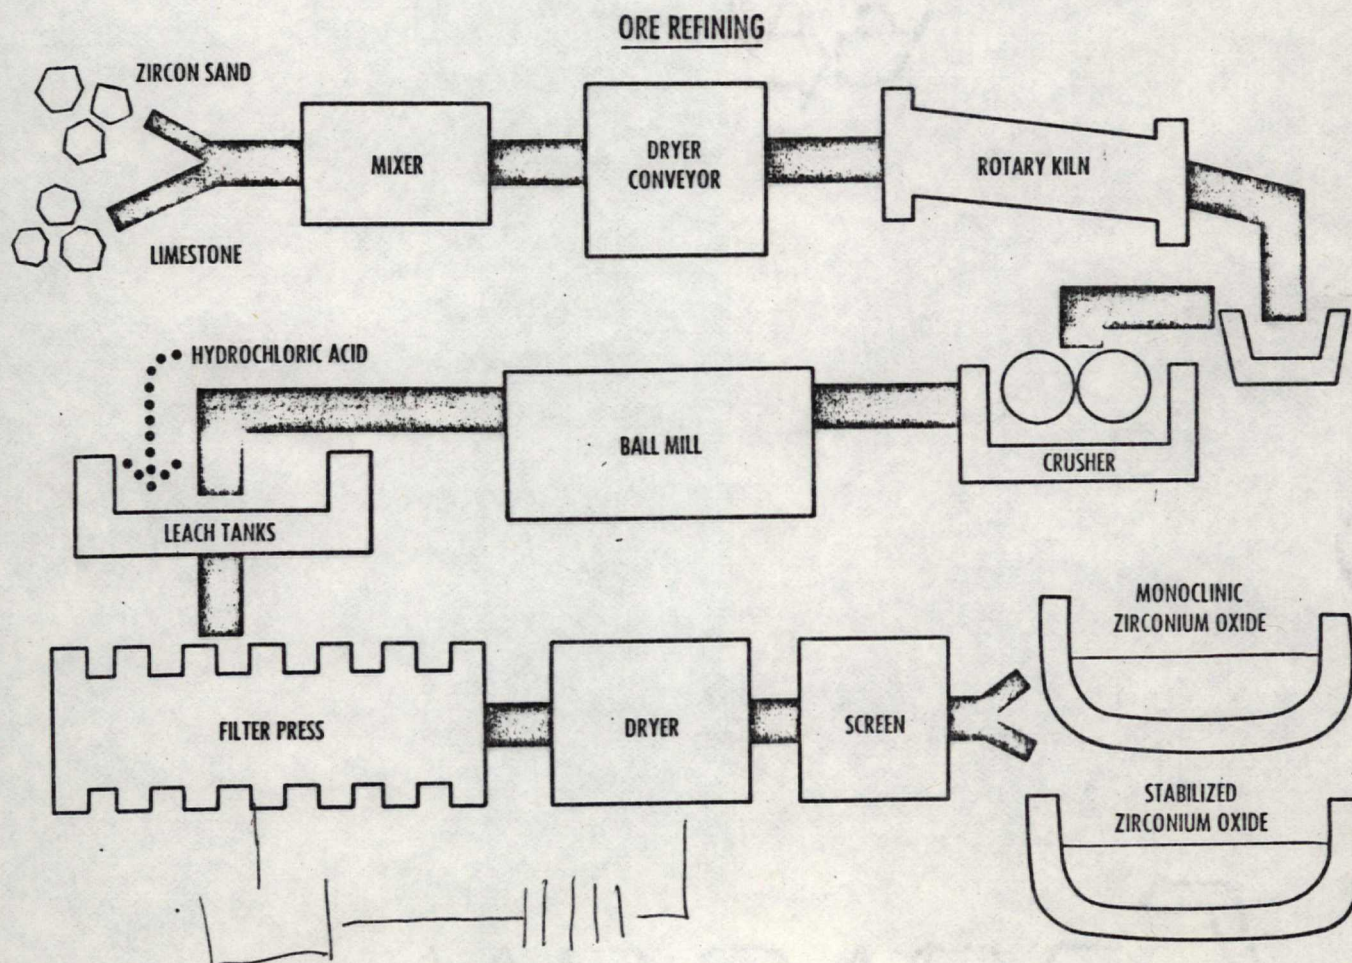 ORE REFINING
ZIRCON SAND
LIMESTONE
MIXER
DRYER
CONVEYOR
ROTARY KILN
HYDROCHLORIC ACID
LEACH TANKS
BALL MILL
CRUSHER
FILTER PRESS
DRYER
SCREEN
MONOCLINIC
ZIRCONIUM OXIDE
STABILIZED
ZIRCONIUM OXIDE